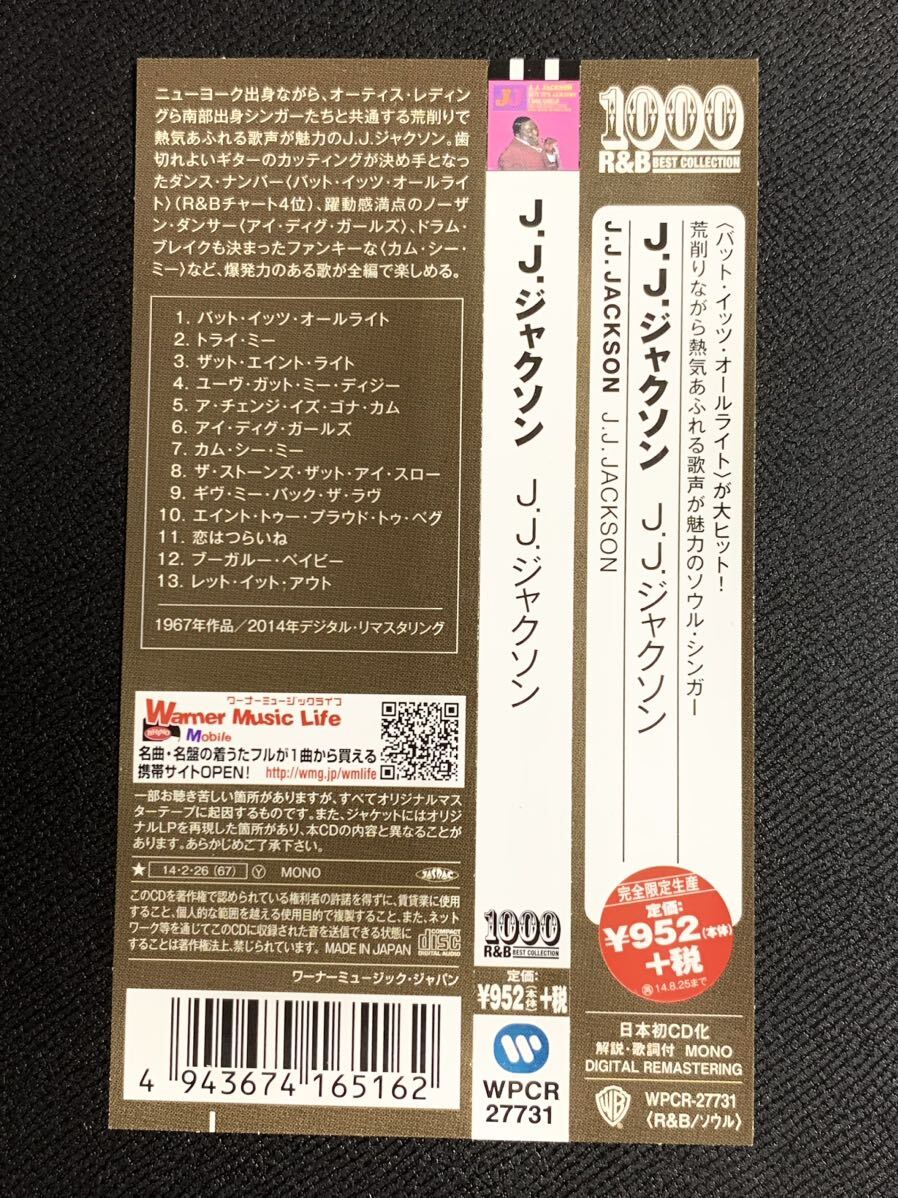 ニューヨーク出身ながら、オーティス・レディン
グら南部出身シンガーたちと共通する荒削りで
熱気あふれる歌声が魅力のJ.J.ジャクソン。歯
切れよいギターのカッティングが決め手となっ
たダンス・ナンバー〈バット・イッツ・オールライ
ト〉(R&Bチャート4位)、躍動感満点のノーザ
ン・ダンサー〈アイ・ディグ・ガールズ〉、ドラム・
ブレイクも決まったファンキーな〈カム・シー・
ミー〉など、爆発力のある歌が全編で楽しめる。
1. バット・イッツ・オールライト
2. トライ・ミー
3. ザット・エイント・ライト
4. ユーヴ・ガット・ミー・ディジー
5. ア・チェンジ・イズ・ゴナ・カム
6. アイ・ディグ・ガールズ
7. カム・シー・ミー
8. ザ・ストーンズ・ザット・アイ・スロー
9. ギヴ・ミー・バック・ザ・ラヴ
10. エイント・トゥー・プラウド・トゥ・ベグ
11. 恋はつらいね
12. ブーガルー・ベイビー
13. レット・イット・アウト
1967年作品/2014年デジタル・リマスタリング
ワーナーミュージックライフ
Warner Music Life
Mobile
名曲・名盤の着うたフルが1曲から買える
携帯サイトOPEN! http://wmg.jp/wmlife
一部お聴き苦しい箇所がありますが、すべてオリジナルマス
ターテープに起因するものです。また、ジャケットにはオリジ
ナルLPを再現した箇所があり、本CDの内容と異なることが
あります。あらかじめご了承下さい。
★ 14・2・26 (67) Ⓨ MONO JASRAC
このCDを著作権で認められている権利者の許諾を得ずに、賃貸業に使用
すること、個人的な範囲を越える使用目的で複製すること、また、ネット
ワーク等を通じてこのCDに収録された音を送信できる状態に
することは著作権法上、禁じられています。 MADE IN JAPAN
COMPACT
disc
DIGITAL AUDIO
ワーナーミュージック・ジャパン
4 943674 165162
J.J. JACKSON
J.J.ジャクソン J.J.ジャクソン
1000
R&B BEST COLLECTION
定価:
¥952(本体)+税
WPCR
27731
1000
R&B BEST COLLECTION
〈バット・イッツ・オールライト〉が大ヒット!
荒削りながら熱気あふれる歌声が魅力のソウル・シンガー
J.J.ジャクソン J.J.ジャクソン
J.J.JACKSON J.J.JACKSON
完全限定生産
定価:
¥952(本体)
+税
再14.8.25まで
日本初CD化
解説・歌詞付 MONO
DIGITAL REMASTERING
WB
WPCR-27731
〈R&B/ソウル〉